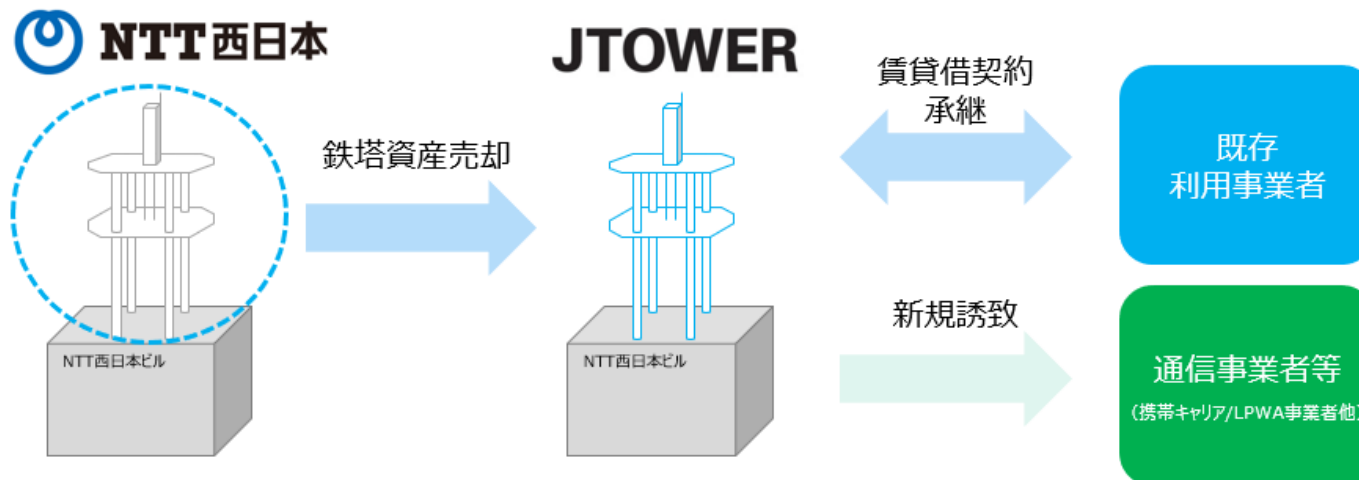 NTT西日本
JTOWER
鉄塔資産売却
賃貸借契約
承継
既存
利用事業者
NTT西日本ビル
NTT西日本ビル
新規誘致
通信事業者等
(携帯キャリア/LPWA事業者他)